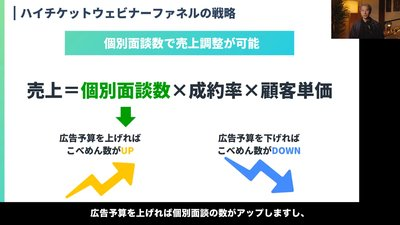 ハイチケットウェビナーファネルの戦略
個別面談数で売上調整が可能
売上＝個別面談数×成約率×顧客単価
広告予算を上げれば
こべめん数がUP
広告予算を下げれば
こべめん数がDOWN
広告予算を上げれば個別面談の数がアップしますし、